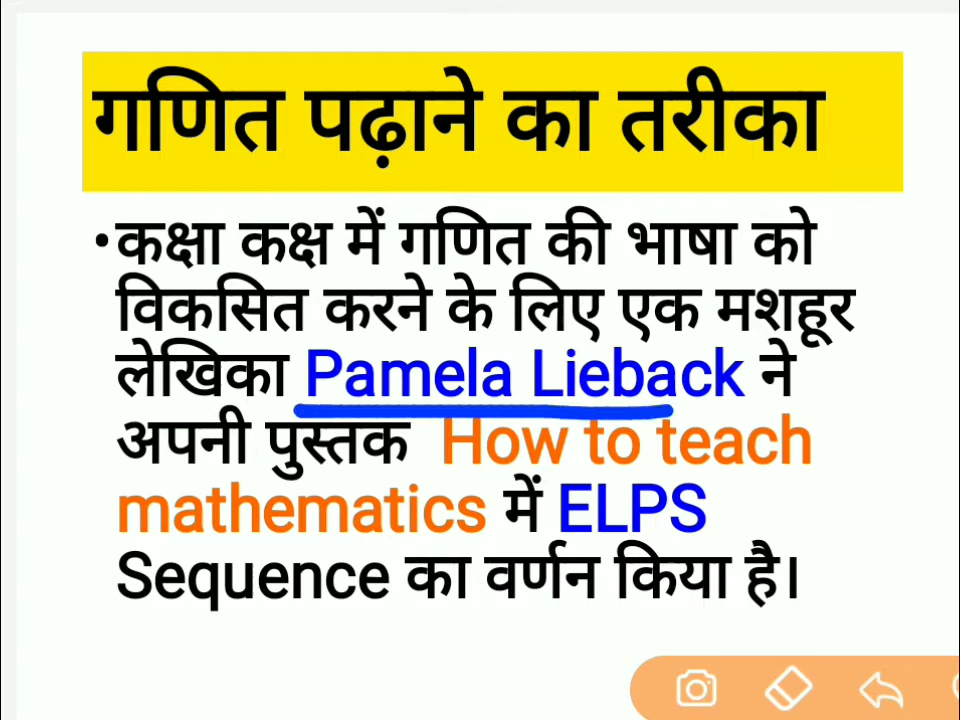 गणित पढ़ाने का तरीका
•कक्षा कक्ष में गणित की भाषा को
विकसित करने के लिए एक मशहूर
लेखिका Pamela Lieback ने
अपनी पुस्तक How to teach
mathematics में ELPS
Sequence का वर्णन किया है।